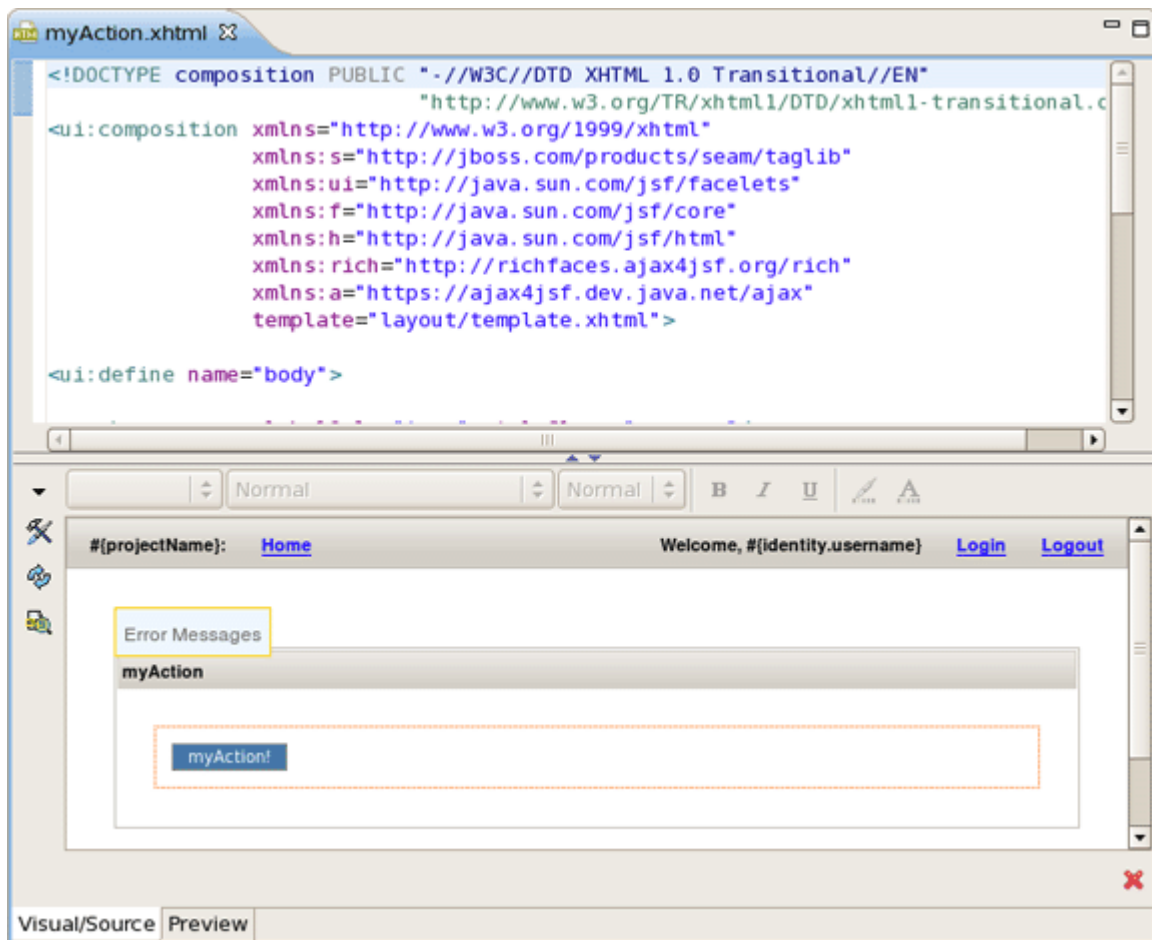 myAction.xhtml
<!DOCTYPE composition PUBLIC "-//W3C//DTD XHTML 1.0 Transitional//EN"
"http://www.w3.org/TR/xhtml1/DTD/xhtml1-transitional.
<ui:composition xmlns="http://www.w3.org/1999/xhtml"
xmlns:s="http://jboss.com/products/seam/taglib"
xmlns:ui="http://java.sun.com/jsf/facelets"
xmlns:f="http://java.sun.com/jsf/core"
xmlns:h="http://java.sun.com/jsf/html"
xmlns:rich="http://richfaces.ajax4jsf.org/rich"
xmlns:a="https://ajax4jsf.dev.java.net/ajax"
template="layout/template.xhtml">
<ui:define name="body">
Normal Normal B I U A
#{projectName}: Home Welcome, #{identity.username} Login Logout
Error Messages
myAction
myAction!
Visual/Source Preview